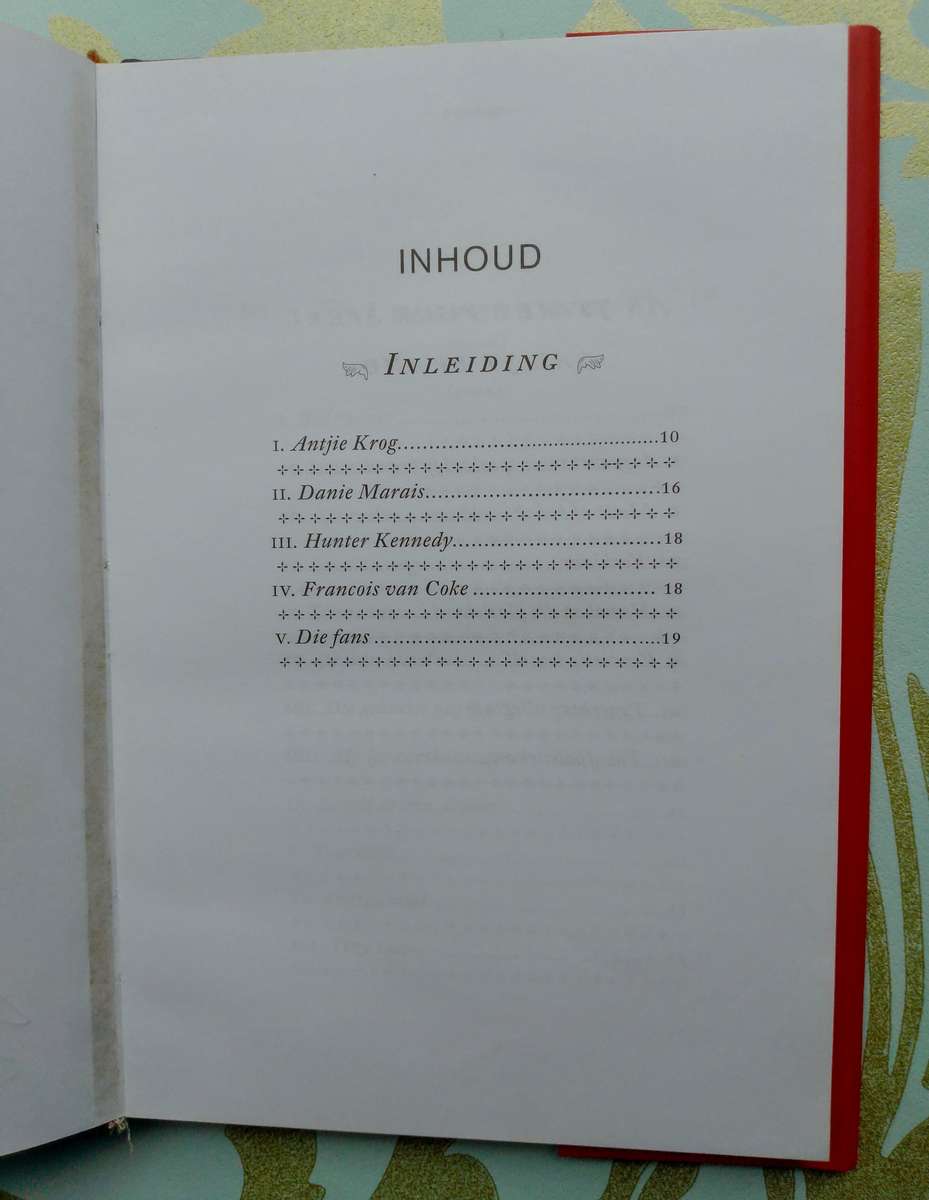 INHOUD
INLEIDING
I. Antjie Krog..........................................10
II. Danie Marais....................................16
III. Hunter Kennedy................................18
IV. Francois van Coke ............................ 18
V. Die fans ............................................19